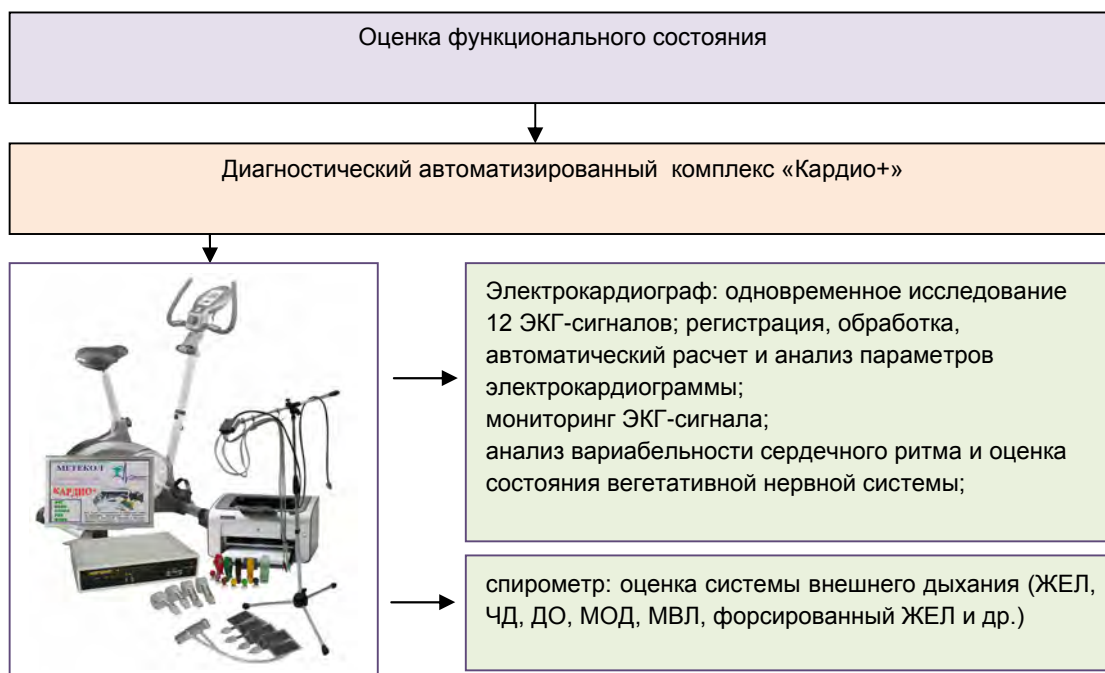 Оценка функционального состояния
Диагностический автоматизированный комплекс «Кардио+»
МЕТЕКОЛ
КАРДИО+
Электрокардиограф: одновременное исследование
12 ЭКГ-сигналов; регистрация, обработка,
автоматический расчет и анализ параметров
электрокардиограммы;
мониторинг ЭКГ-сигнала;
анализ вариабельности сердечного ритма и оценка
состояния вегетативной нервной системы;
спирометр: оценка системы внешнего дыхания (ЖЕЛ,
ЧД, ДО, МОД, МВЛ, форсированный ЖЕЛ и др.)